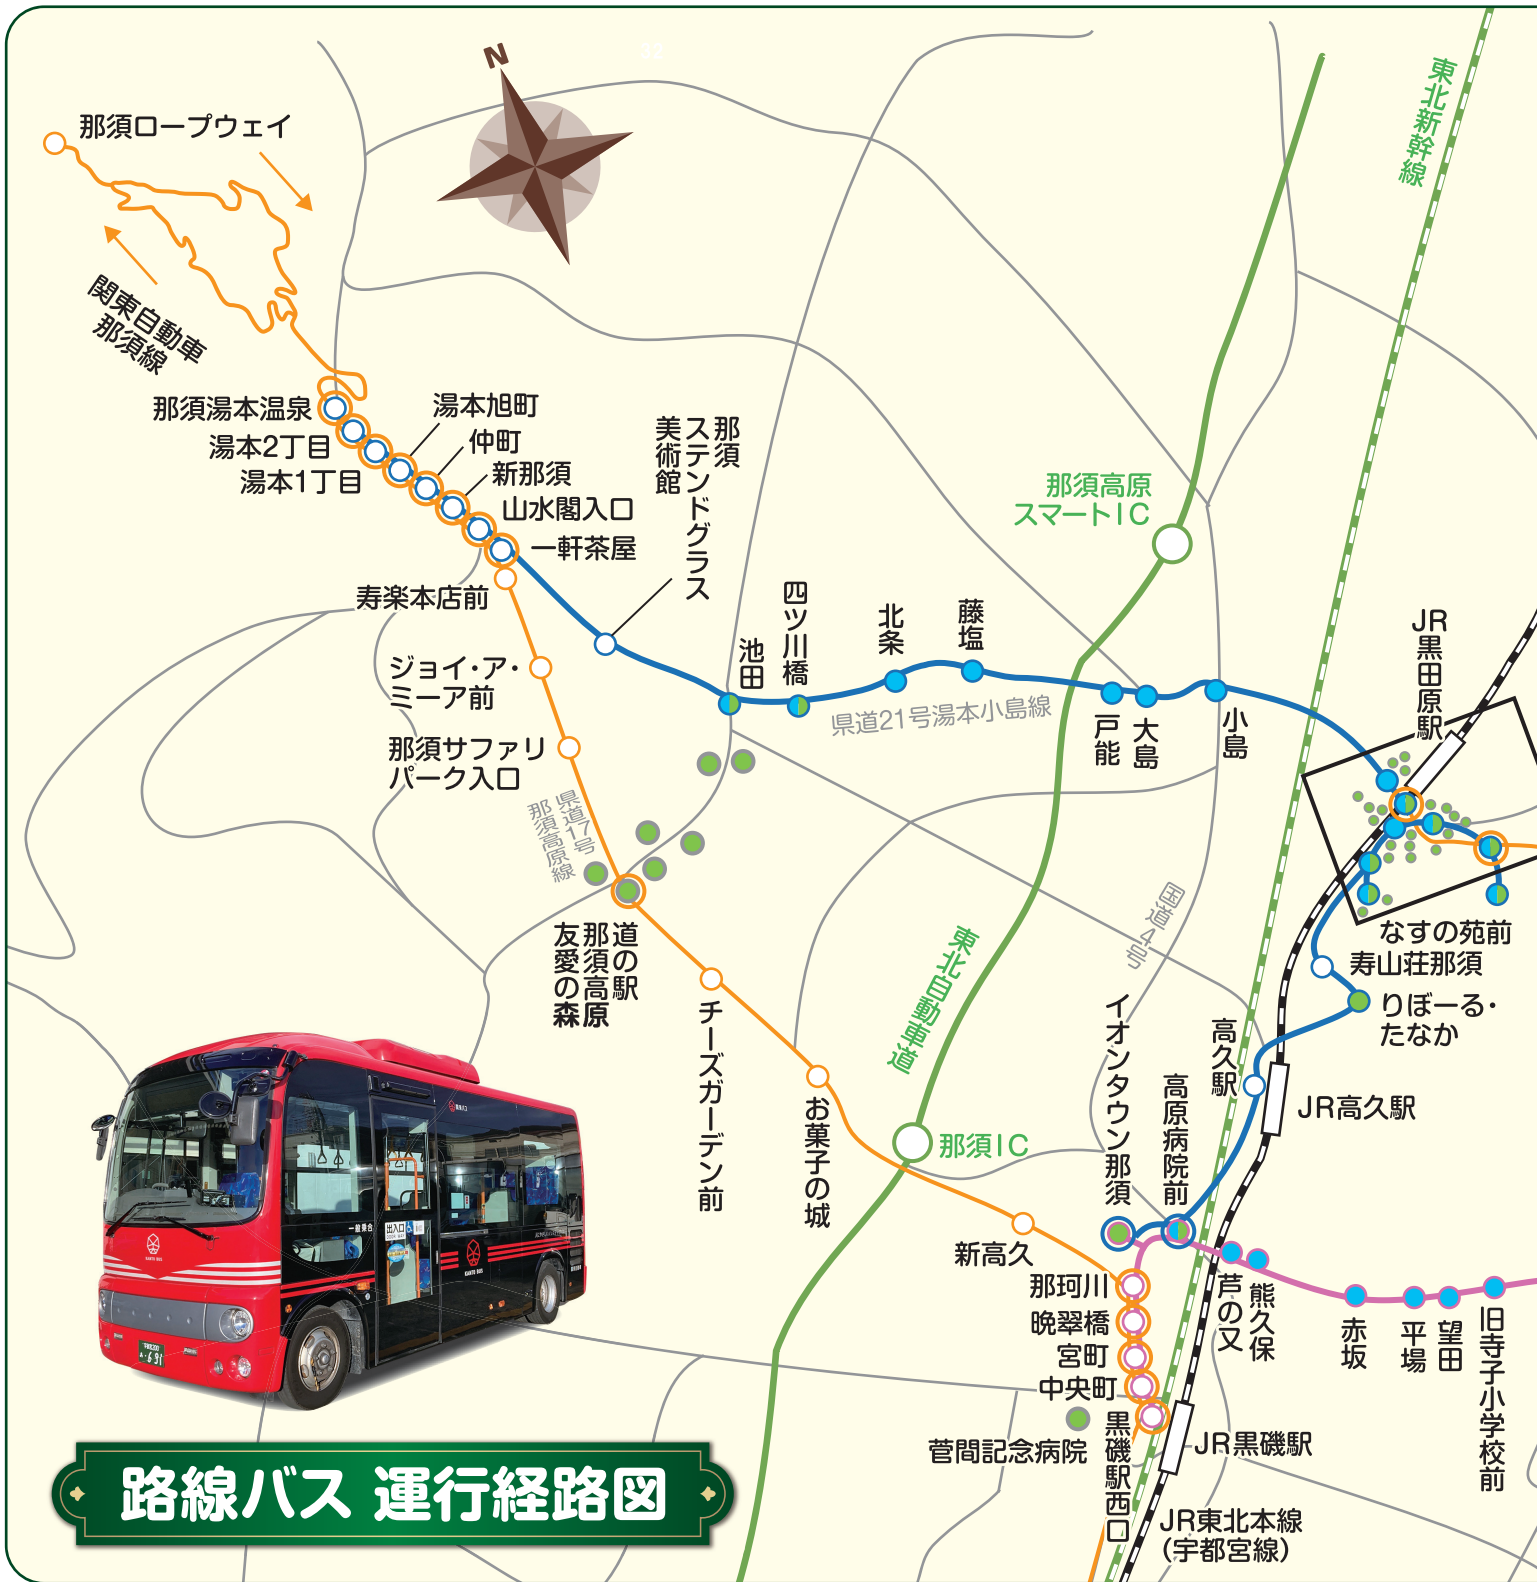 N
32
東北新幹線
那須ロープウェイ
関東自動車
那須線
那須湯本温泉
湯本2丁目
湯本1丁目
湯本旭町
仲町
新那須
山水閣入口
一軒茶屋
寿楽本店前
那須
ステンドグラス
美術館
那須高原
スマートIC
池田
四ツ川橋
北条
藤塩
県道21号湯本小島線
戸能
大島
小島
JR黒田原駅
ジョイ・ア・
ミーア前
那須サファリ
パーク入口
県道17号
那須高原線
道の駅
那須高原
友愛の森
チーズガーデン前
お菓子の城
東北自動車道
国道4号
なすの苑前
寿山荘那須
りぼーる・
たなか
イオンタウン那須
高原病院前
高久駅
JR高久駅
那須IC
新高久
那珂川
晩翠橋
宮町
中央町
黒磯駅西口
菅間記念病院
芦の又
熊久保
赤坂
平場
望田
旧寺子小学校前
JR黒磯駅
JR東北本線
(宇都宮線)
一般乗合
出入口
KANTO BUS
KANTO BUS
・691
路線バス 運行経路図